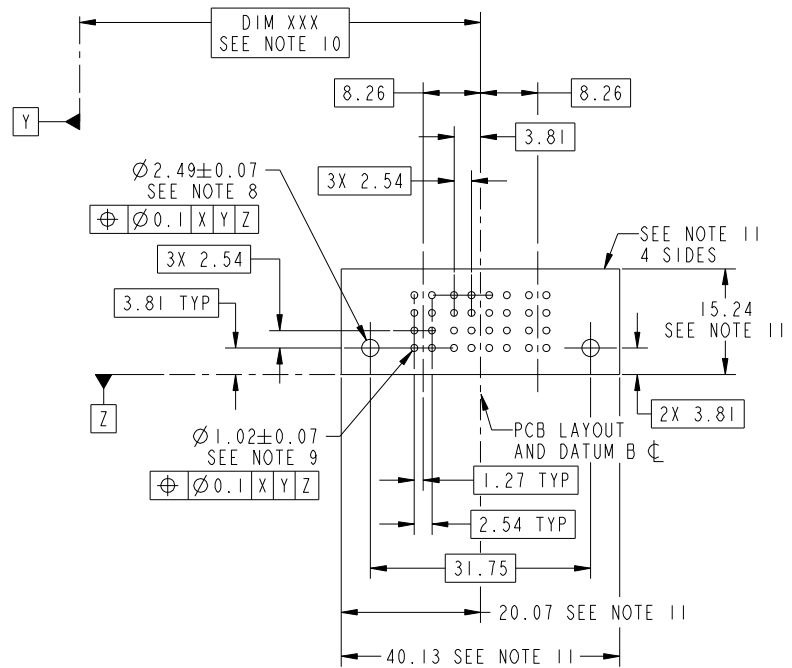 DIM XXX
SEE NOTE 10
8.26
8.26
Y
3.81
Ø2.49±0.07
SEE NOTE 8
3X 2.54
⌖ Ø0.1 X Y Z
SEE NOTE 11
4 SIDES
3X 2.54
3.81 TYP
15.24
SEE NOTE 11
Z
2X 3.81
Ø1.02±0.07
SEE NOTE 9
PCB LAYOUT
AND DATUM B ℄
⌖ Ø0.1 X Y Z
1.27 TYP
2.54 TYP
31.75
20.07 SEE NOTE 11
40.13 SEE NOTE 11